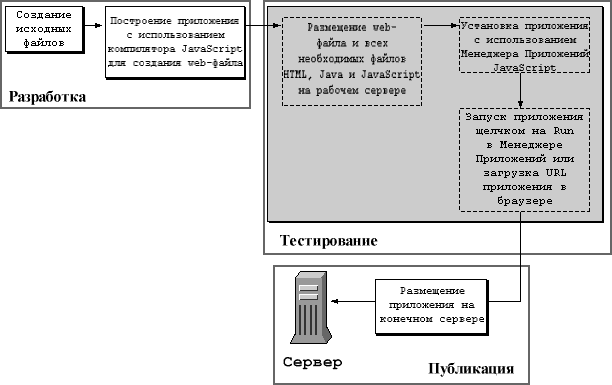 Создание
исходных
файлов
Построение приложения
с использованием
компилятора JavaScript
для создания web-файла
Разработка
Размещение web-
файла и всех
необходимых файлов
HTML, Java и JavaScript
на рабочем сервере
Установка приложения
с использованием
Менеджера Приложений
JavaScript
Запуск приложения
щелчком на Run
в Менеджере
Приложений или
загрузка URL
приложения в
браузере
Тестирование
Размещение
приложения на
конечном сервере
Сервер
Публикация